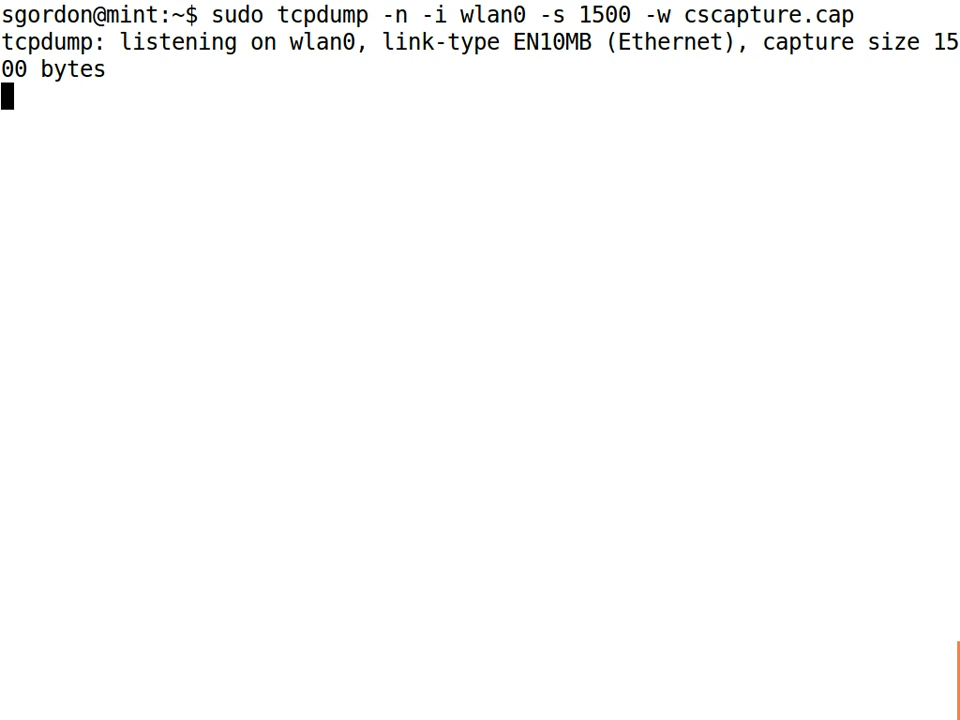 sgordon@mint:~$ sudo tcpdump -n -i wlan0 -s 1500 -w cscapture.cap
tcpdump: listening on wlan0, link-type EN10MB (Ethernet), capture size 15
00 bytes